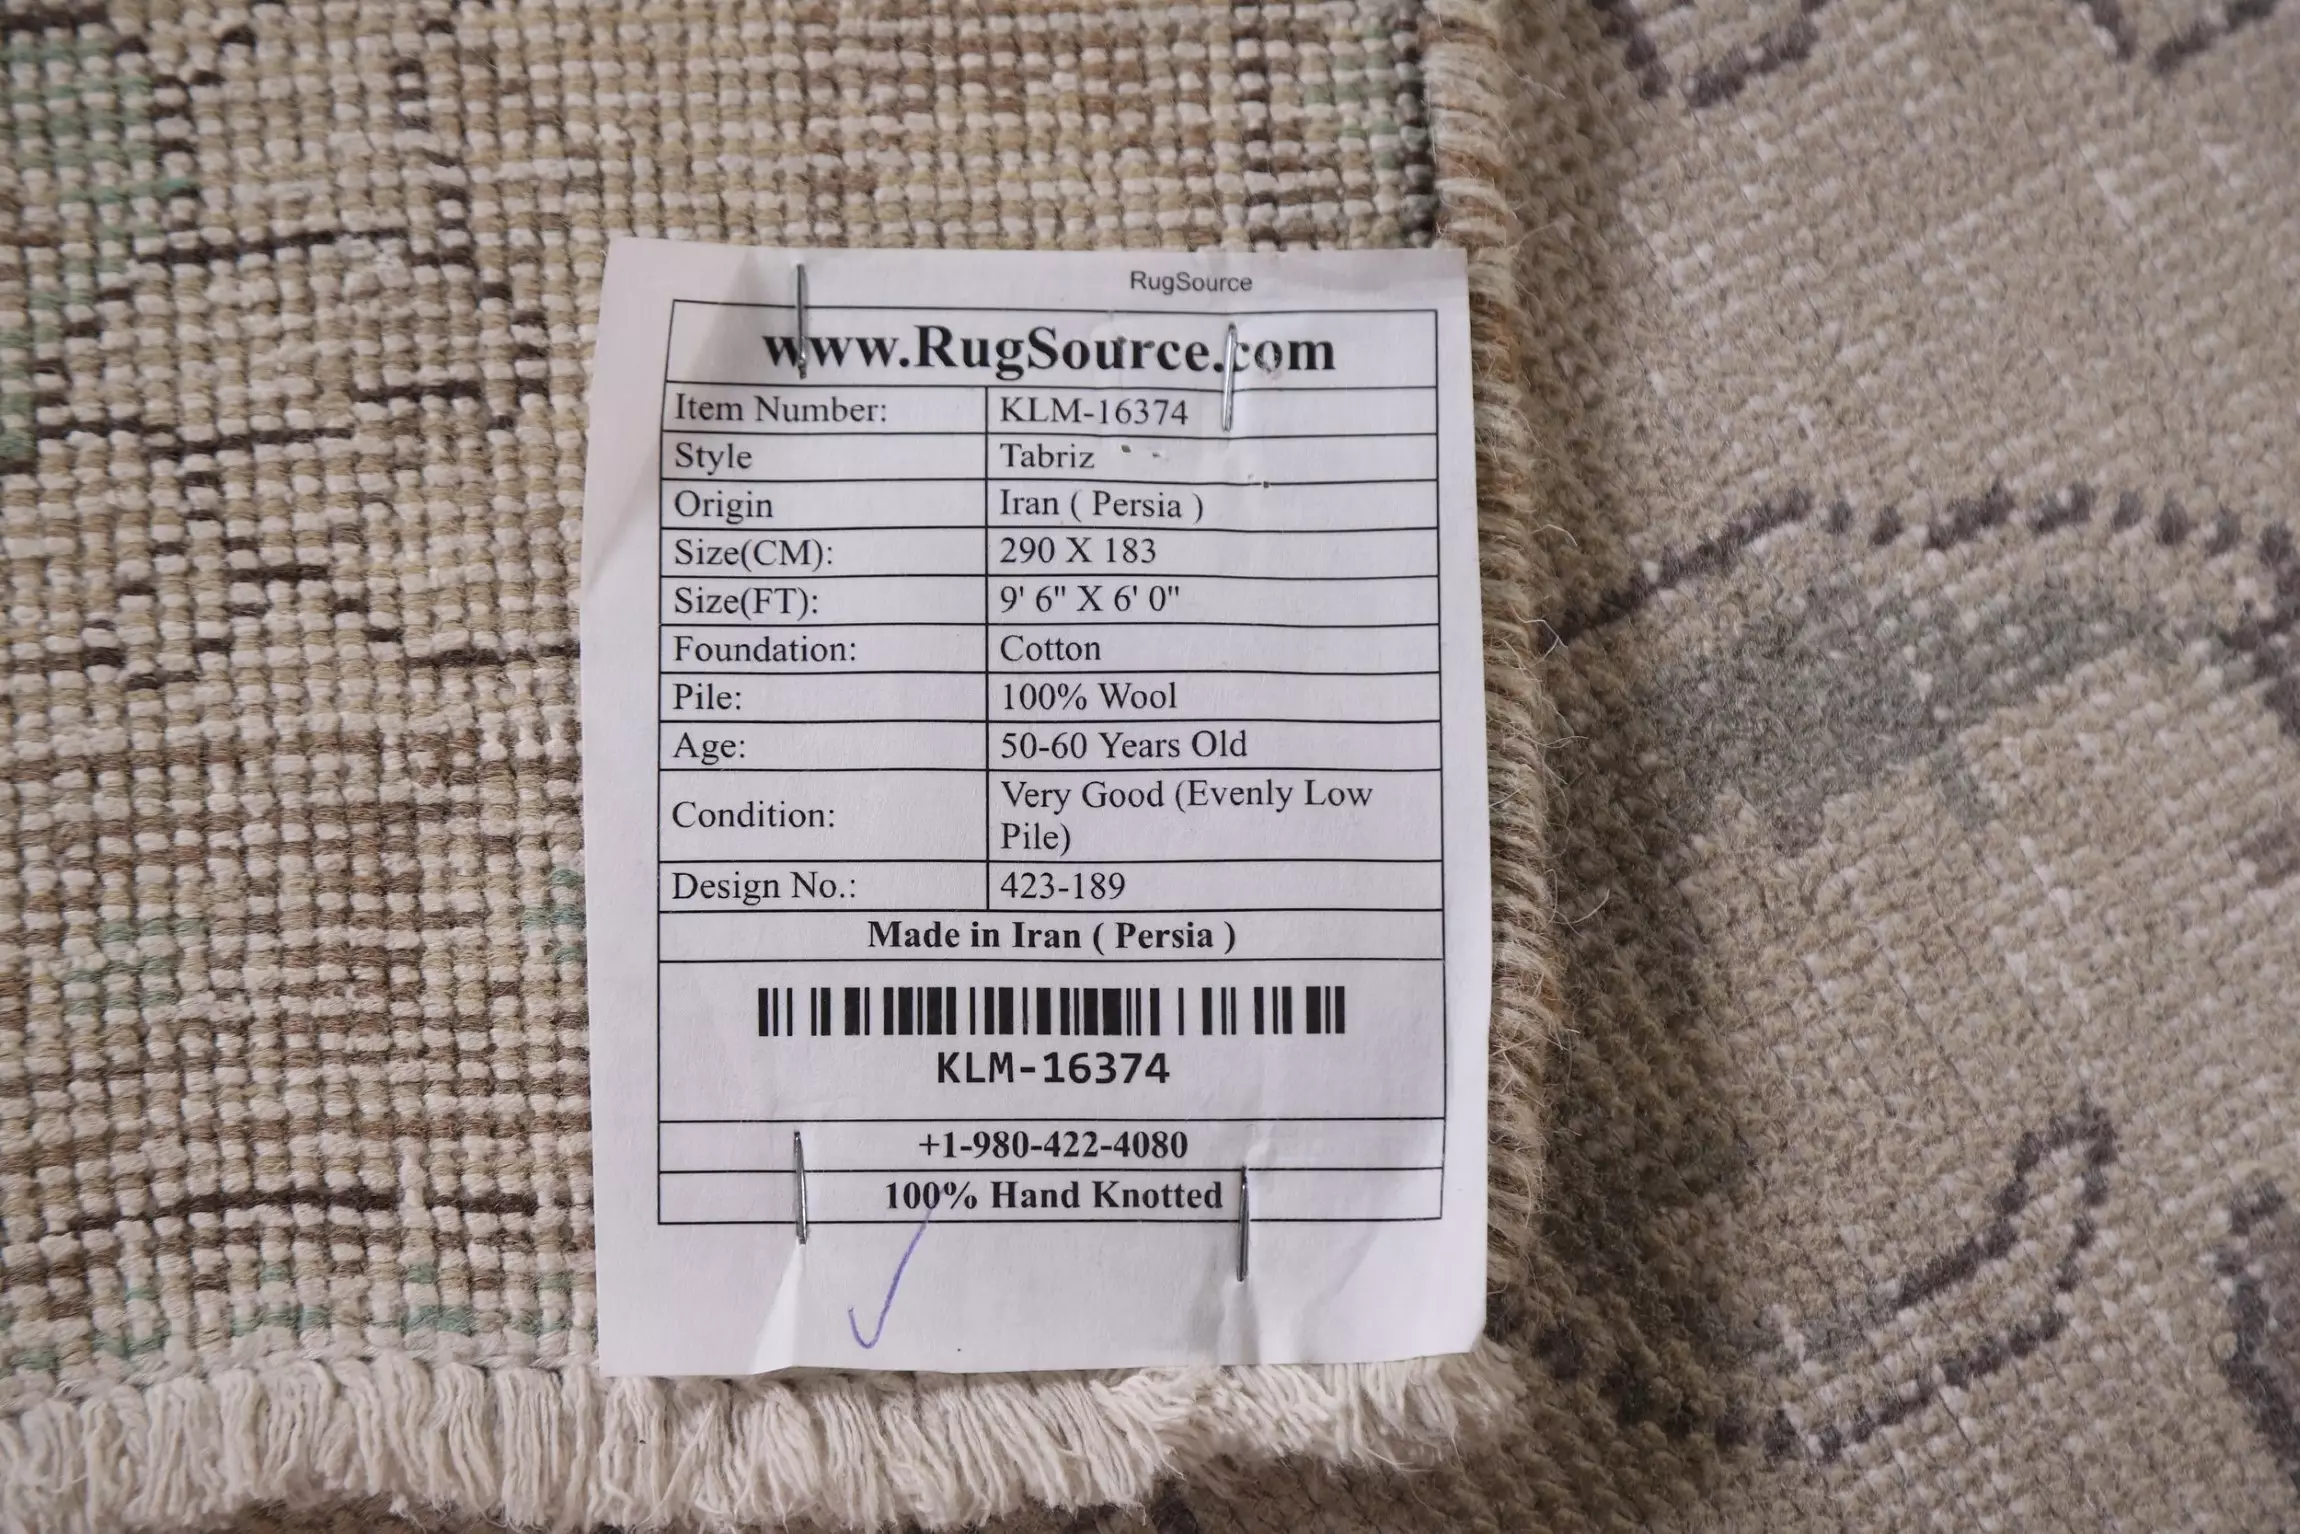 RugSource
www.RugSource.com
Item Number: KLM-16374
Style Tabriz
Origin Iran ( Persia )
Size(CM): 290 X 183
Size(FT): 9' 6" X 6' 0"
Foundation: Cotton
Pile: 100% Wool
Age: 50-60 Years Old
Condition: Very Good (Evenly Low
Pile)
Design No.: 423-189
Made in Iran ( Persia )
KLM-16374
+1-980-422-4080
100% Hand Knotted